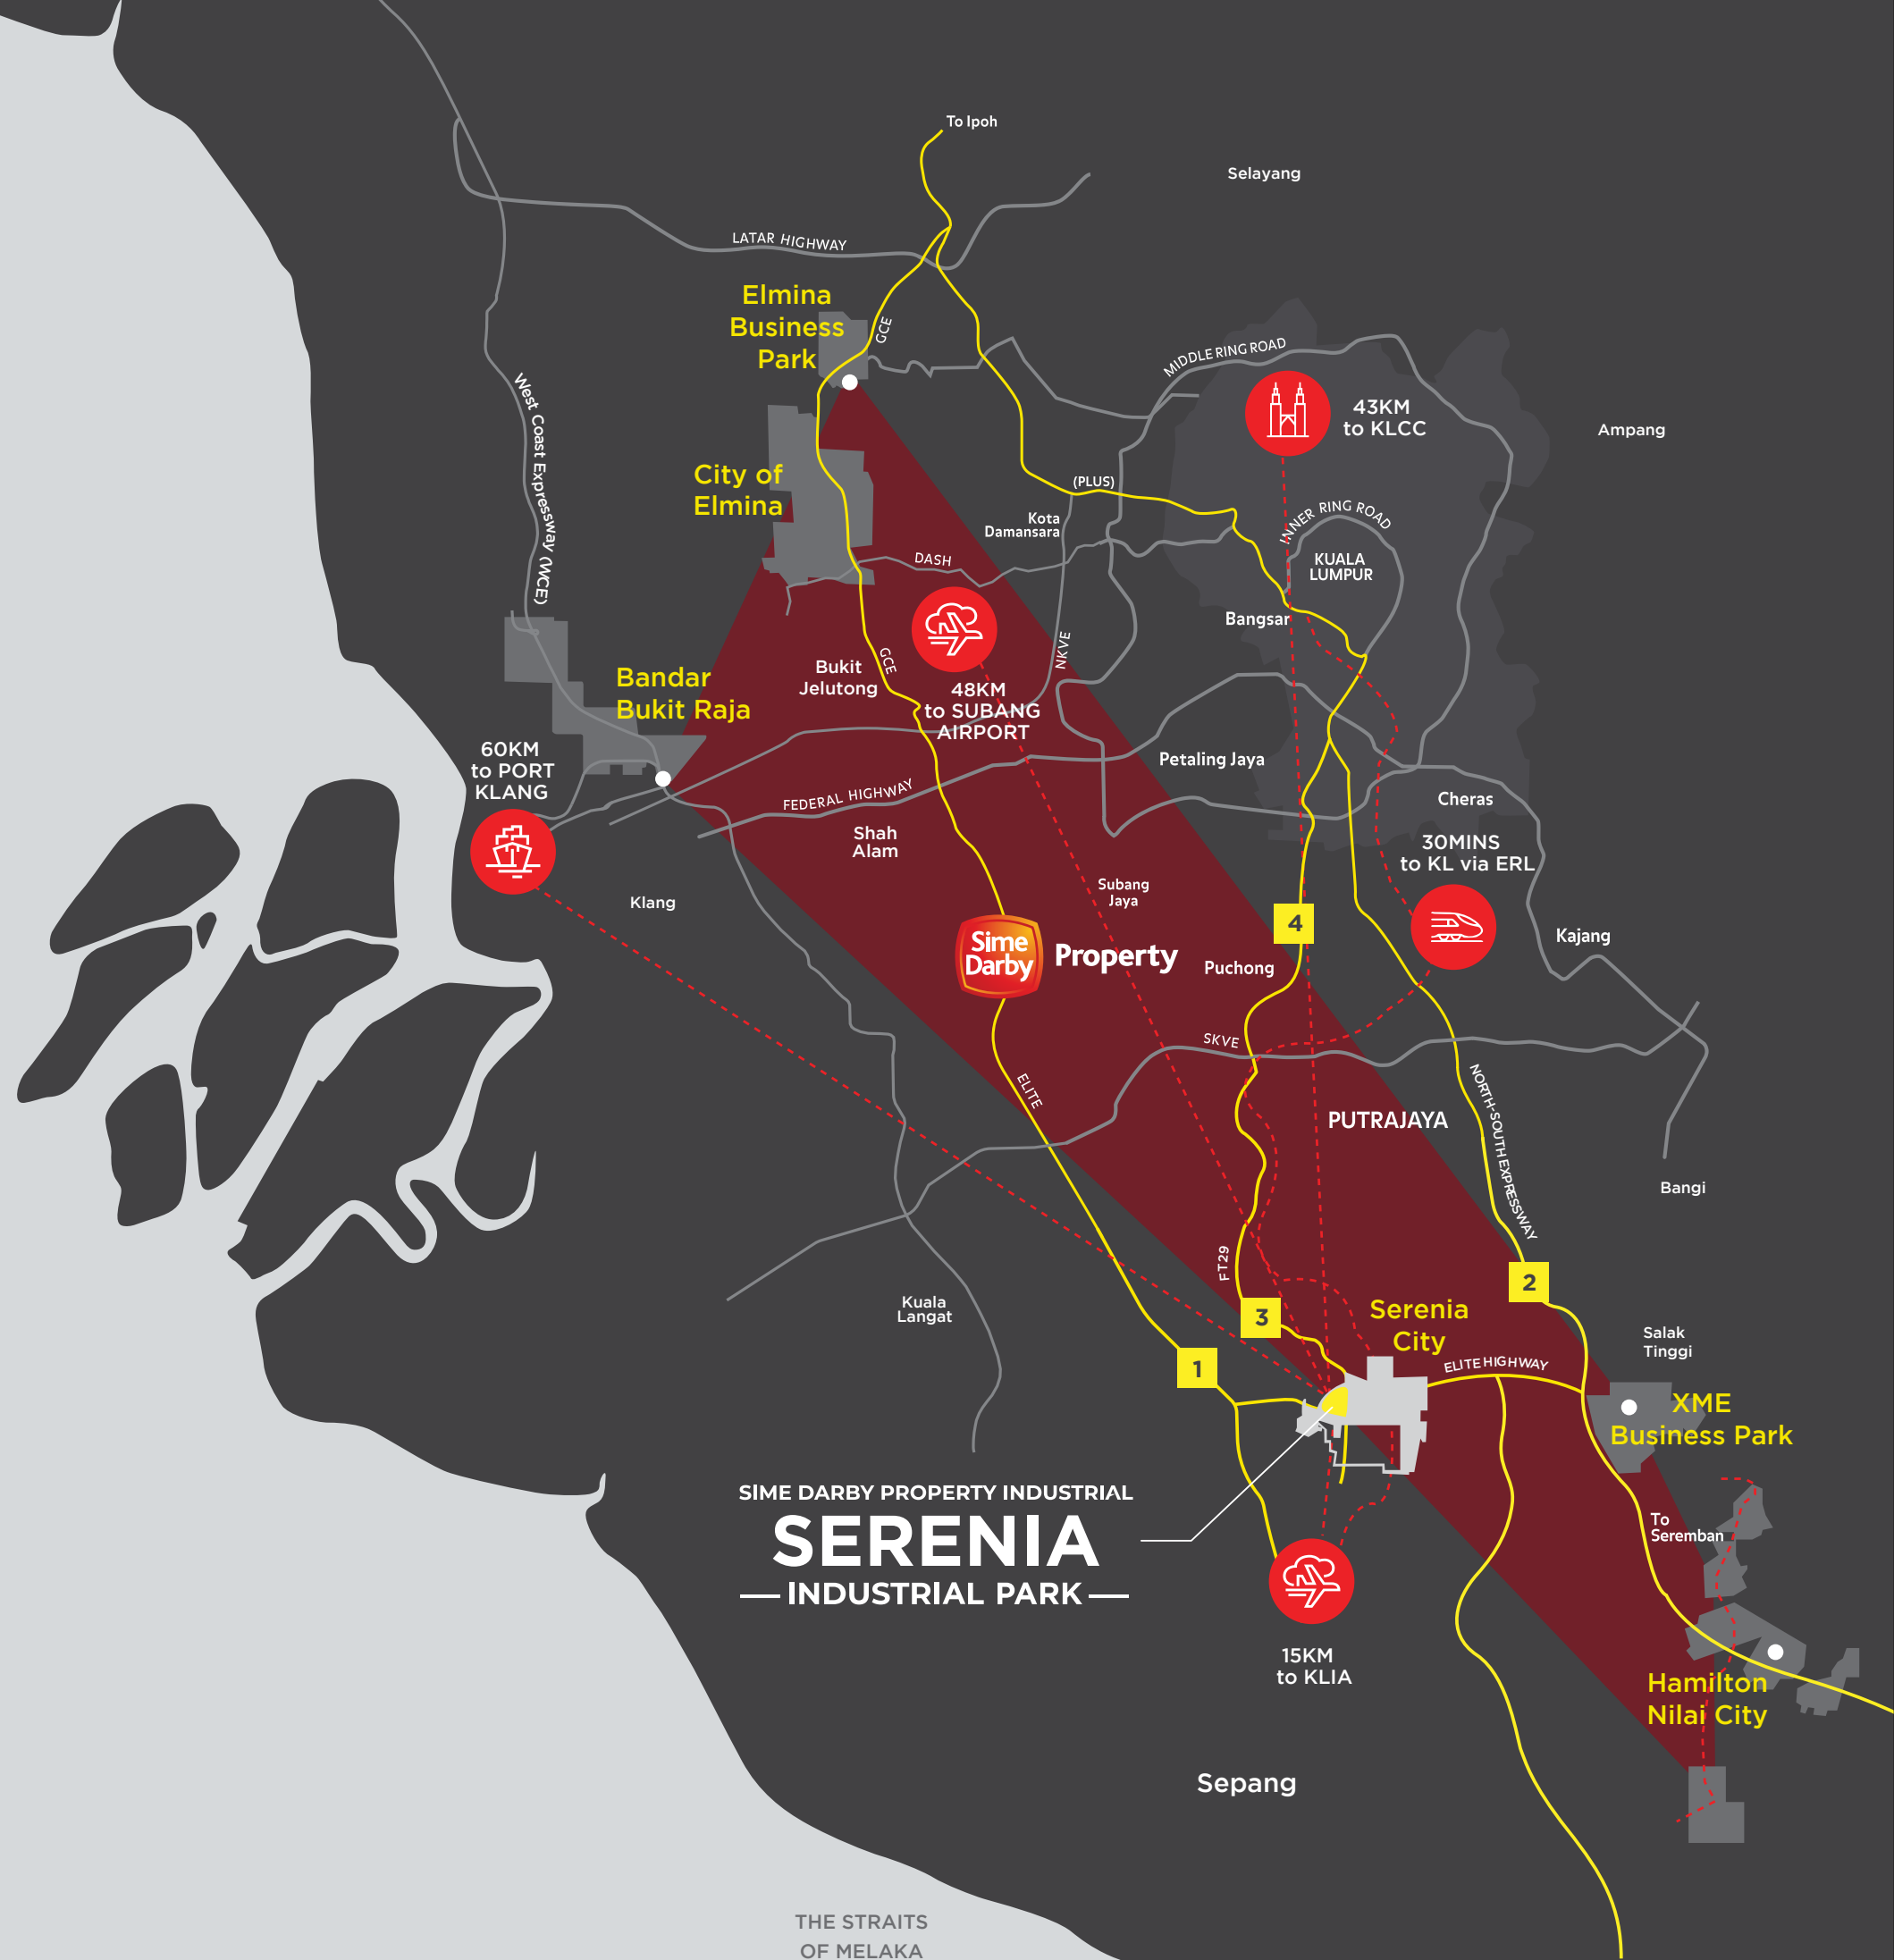 To Ipoh
Selayang
LATAR HIGHWAY
Elmina
Business
Park
GCE
MIDDLE RING ROAD
43KM
to KLCC
Ampang
West Coast Expressway (WCE)
City of
Elmina
(PLUS)
Kota
Damansara
INNER RING ROAD
KUALA
LUMPUR
DASH
Bangsar
NKVE
GCE
Bukit
Jelutong
Bandar
Bukit Raja
48KM
to SUBANG
AIRPORT
60KM
to PORT
KLANG
Petaling Jaya
FEDERAL HIGHWAY
Cheras
Shah
Alam
30MINS
to KL via ERL
Subang
Jaya
Klang
4
Kajang
Sime
Darby
Property
Puchong
SKVE
ELITE
NORTH-SOUTH EXPRESSWAY
PUTRAJAYA
Bangi
FT29
2
Kuala
Langat
3
Serenia
City
Salak
Tinggi
1
ELITE HIGHWAY
XME
Business Park
SIME DARBY PROPERTY INDUSTRIAL
SERENIA
INDUSTRIAL PARK
To
Seremban
15KM
to KLIA
Hamilton
Nilai City
Sepang
THE STRAITS
OF MELAKA